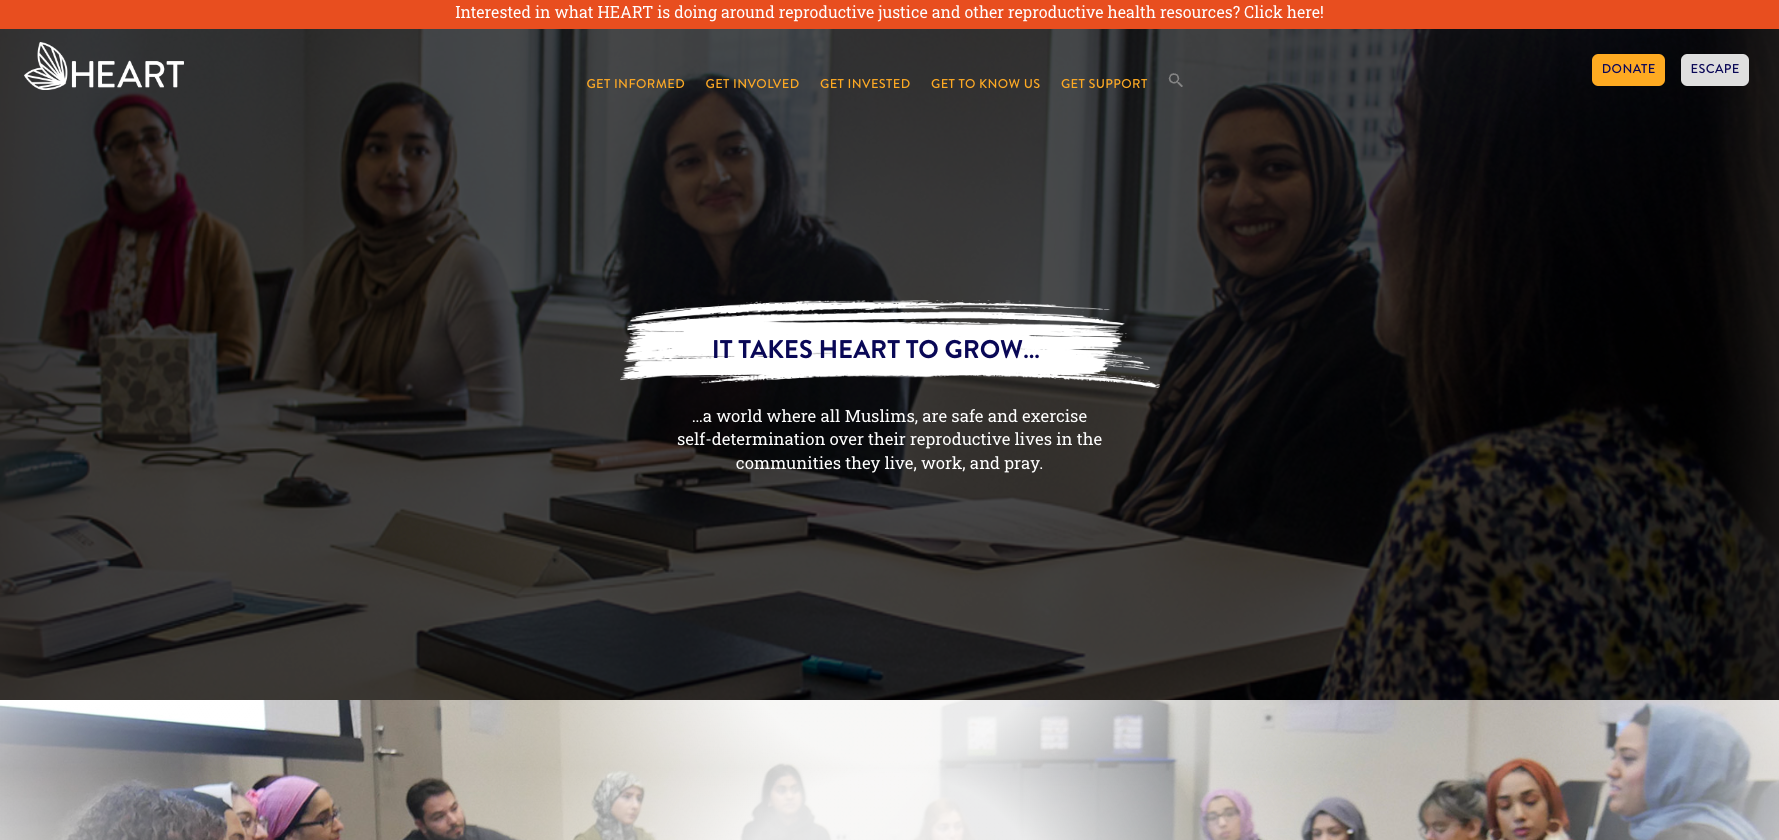 Interested in what HEART is doing around reproductive justice and other reproductive health resources? Click here!
HEART
GET INFORMED
GET INVOLVED
GET INVESTED
GET TO KNOW US
GET SUPPORT
DONATE
ESCAPE
IT TAKES HEART TO GROW...
...a world where all Muslims, are safe and exercise
self-determination over their reproductive lives in the
communities they live, work, and pray.